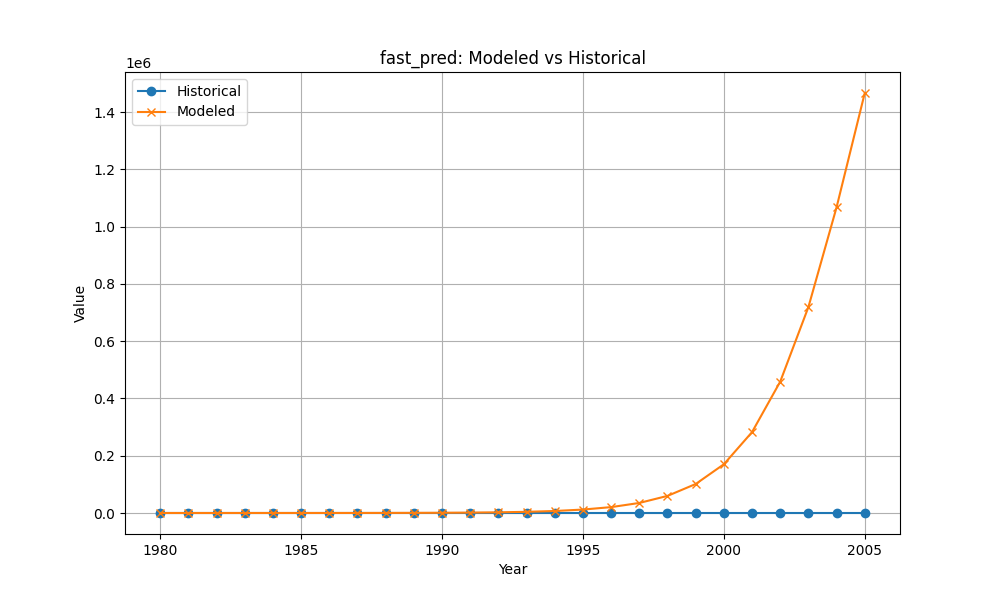 fast_pred: Modeled vs Historical
1e6
Historical
Modeled
1.4
1.2
1.0
0.8
0.6
0.4
0.2
0.0
Value
1980 1985 1990 1995 2000 2005
Year